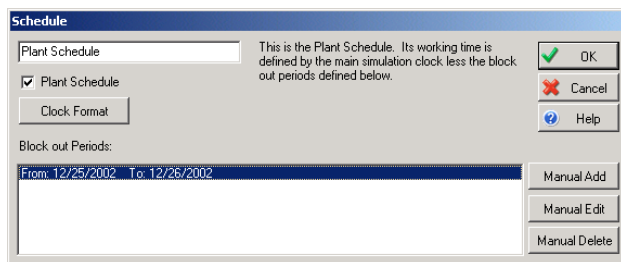 Schedule
Plant Schedule
This is the Plant Schedule. Its working time is
defined by the main simulation clock less the block
out periods defined below.
OK
Plant Schedule
Cancel
Clock Format
Help
Block out Periods:
From: 12/25/2002 To: 12/26/2002
Manual Add
Manual Edit
Manual Delete